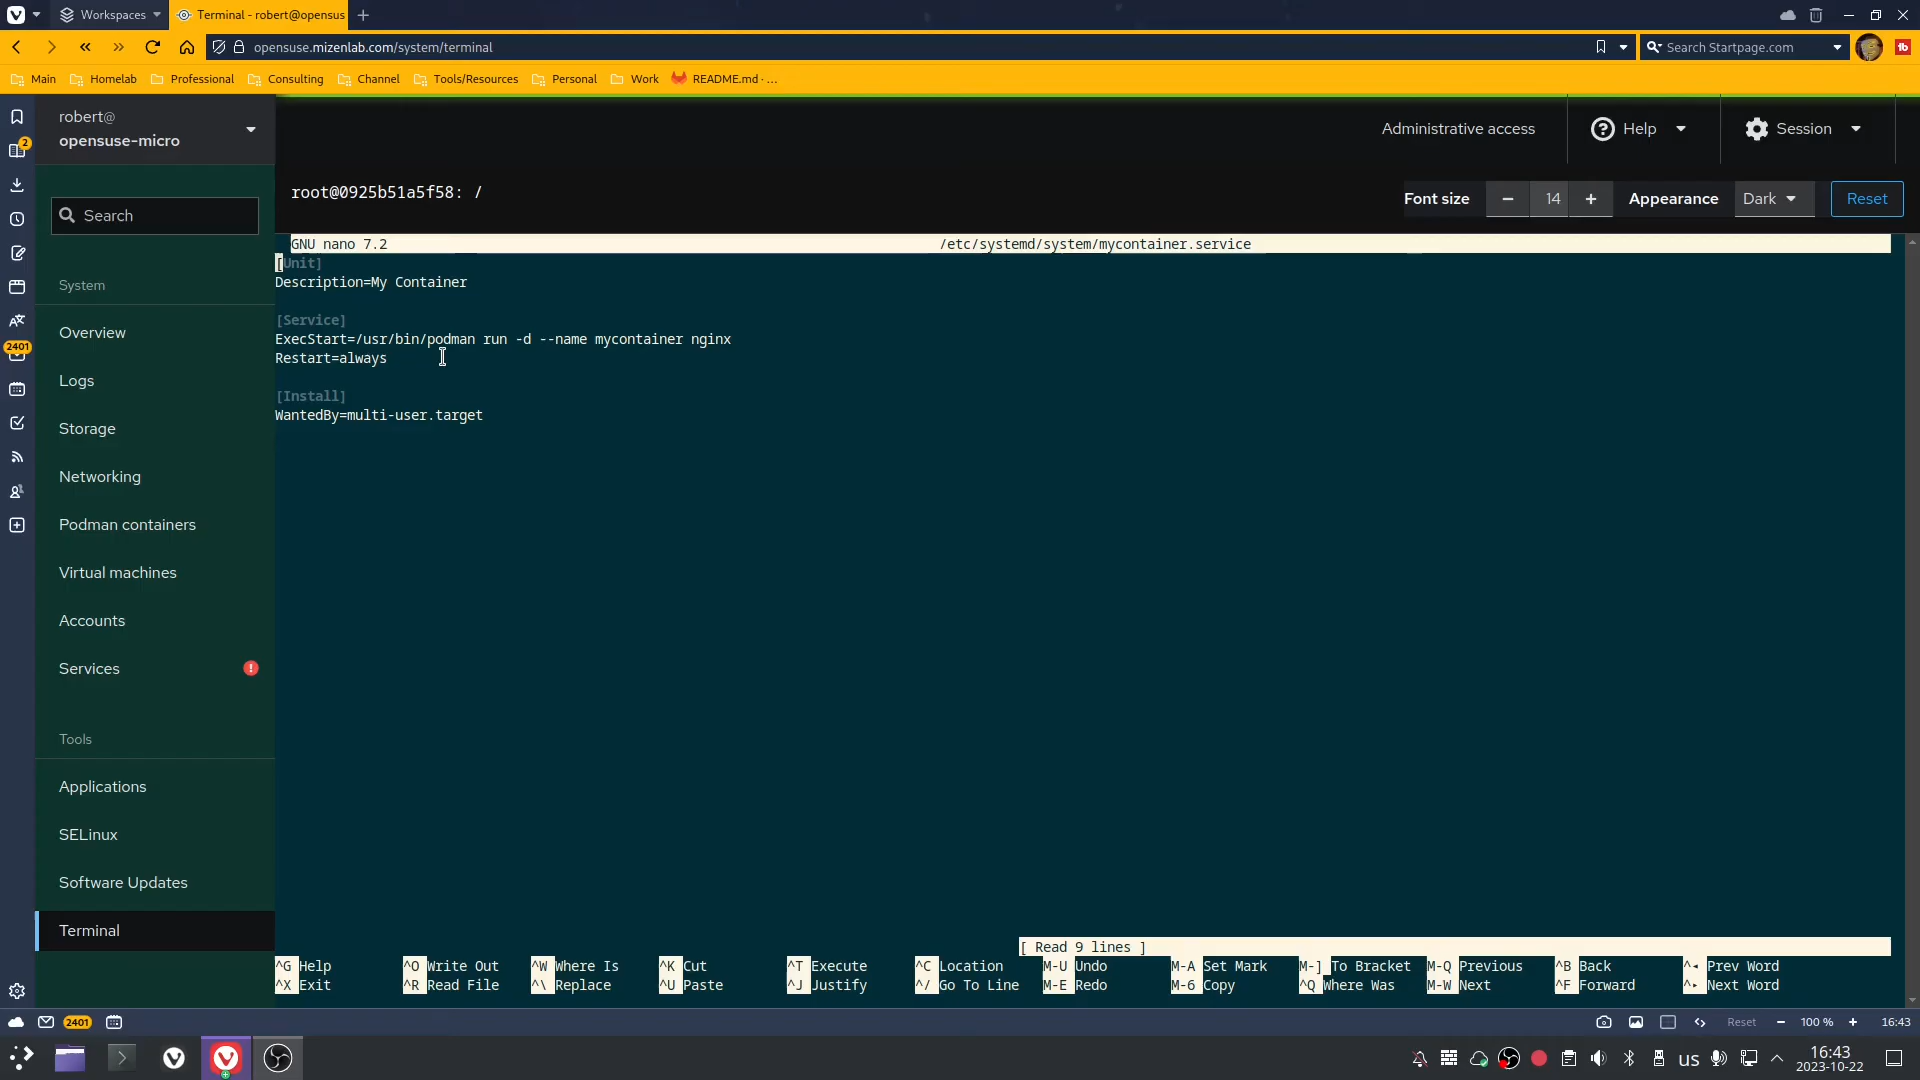 Workspaces
Terminal - robert@opensus
opensuse.mizenlab.com/system/terminal
Search Startpage.com
Main
Homelab
Professional
Consulting
Channel
Tools/Resources
Personal
Work
README.md · ...
2
2401
robert@
opensuse-micro
Search
System
Overview
Logs
Storage
Networking
Podman containers
Virtual machines
Accounts
Services
Tools
Applications
SELinux
Software Updates
Terminal
Administrative access
Help
Session
root@0925b51a5f58: /
Font size
14
Appearance
Dark
Reset
GNU nano 7.2 /etc/systemd/system/mycontainer.service
[Unit]
Description=My Container
[Service]
ExecStart=/usr/bin/podman run -d --name mycontainer nginx
Restart=always
[Install]
WantedBy=multi-user.target
[ Read 9 lines ]
^G Help ^O Write Out ^W Where Is ^K Cut ^T Execute ^C Location M-U Undo M-A Set Mark M-] To Bracket M-Q Previous ^B Back ^◂ Prev Word
^X Exit ^R Read File ^\ Replace ^U Paste ^J Justify ^/ Go To Line M-E Redo M-6 Copy ^Q Where Was M-W Next ^F Forward ^▸ Next Word
2401
Reset
100 %
16:43
us
16:43
2023-10-22